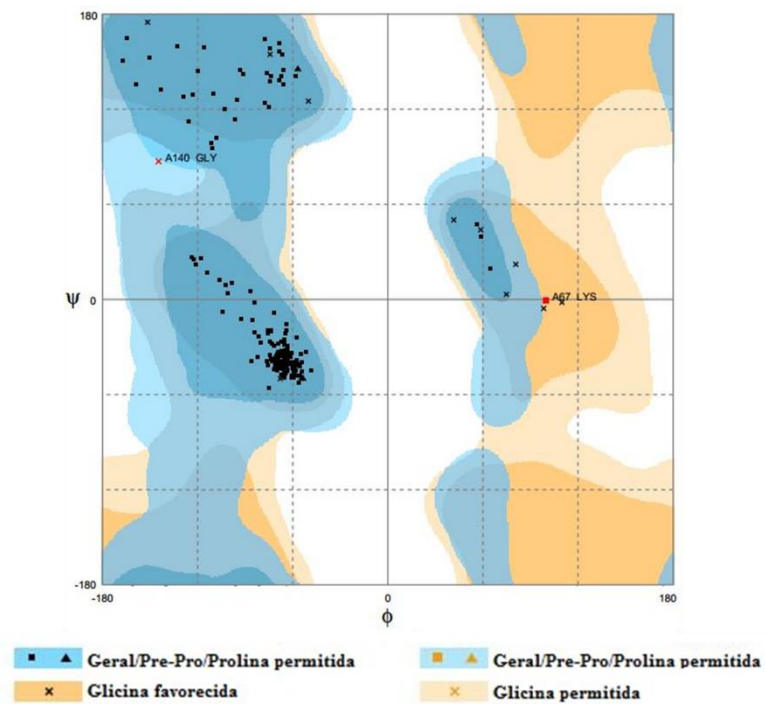 180
A140 GLY
Ψ
0
A67 LYS
-180
-180
0
180
ϕ
Geral/Pre-Pro/Prolina permitida
Geral/Pre-Pro/Prolina permitida
Glicina favorecida
Glicina permitida